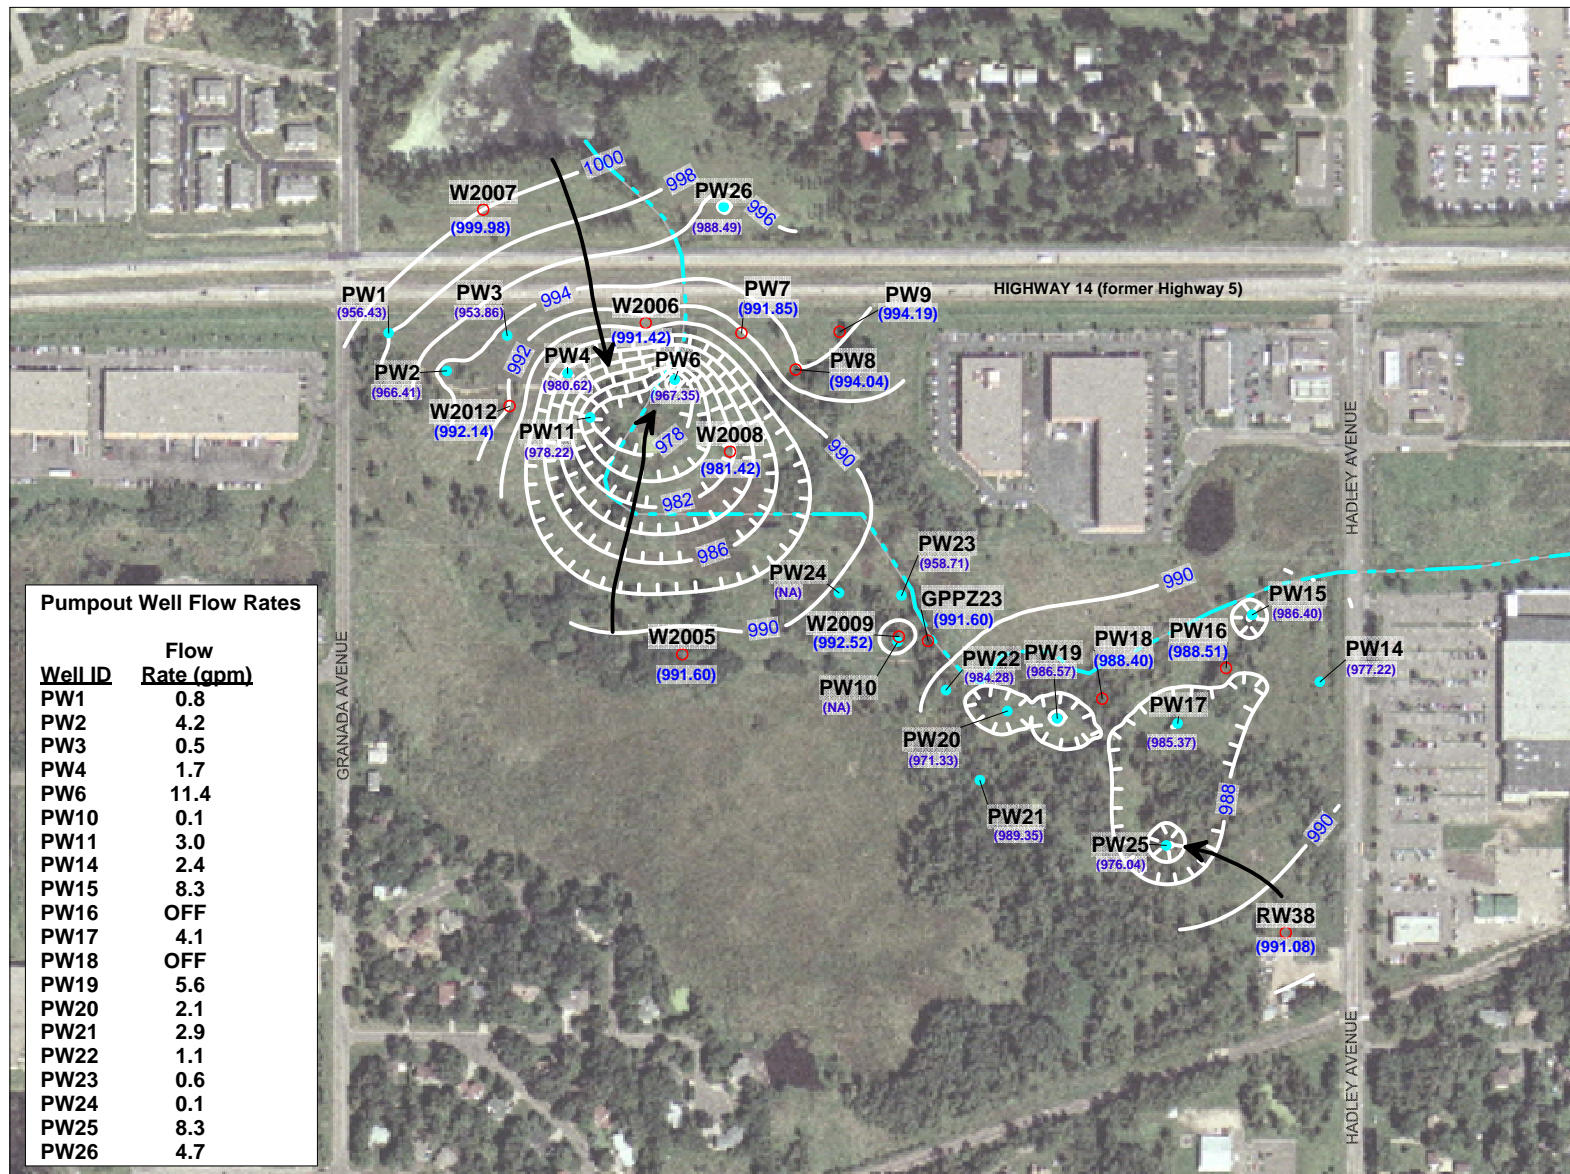 1000
998
W2007
(999.98)
PW26
(988.49)
996
HIGHWAY 14 (former Highway 5)
PW1
(956.43)
PW3
(953.86)
994
W2006
(991.42)
PW7
(991.85)
PW9
(994.19)
PW2
(966.41)
992
PW4
(980.62)
PW6
(967.35)
PW8
(994.04)
W2012
(992.14)
PW11
(978.22)
978
W2008
(981.42)
990
982
986
HADLEY AVENUE
PW24
(NA)
PW23
(958.71)
GPPZ23
(991.60)
990
PW15
(986.40)
990
W2005
(991.60)
W2009
(992.52)
PW10
(NA)
PW22
(984.28)
PW19
(986.57)
PW18
(988.40)
PW16
(988.51)
PW14
(977.22)
PW20
(971.33)
PW17
(985.37)
PW21
(989.35)
988
990
PW25
(976.04)
RW38
(991.08)
GRANADA AVENUE
HADLEY AVENUE
Pumpout Well Flow Rates
Flow
Well ID Rate (gpm)
PW1 0.8
PW2 4.2
PW3 0.5
PW4 1.7
PW6 11.4
PW10 0.1
PW11 3.0
PW14 2.4
PW15 8.3
PW16 OFF
PW17 4.1
PW18 OFF
PW19 5.6
PW20 2.1
PW21 2.9
PW22 1.1
PW23 0.6
PW24 0.1
PW25 8.3
PW26 4.7